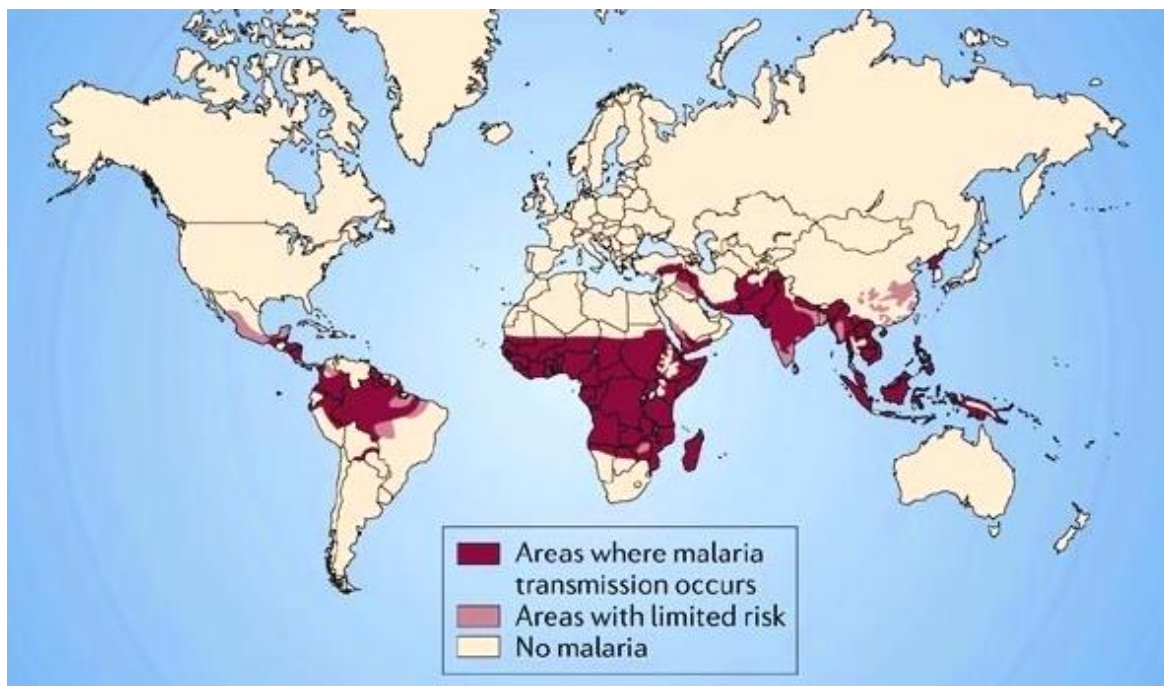 Areas where malaria
transmission occurs
Areas with limited risk
No malaria